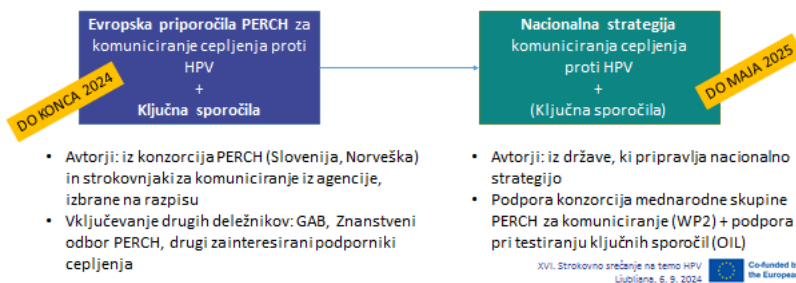 Evropska priporočila PERCH za
komuniciranje cepljenja proti
HPV
+
Ključna sporočila
DO KONCA 2024
Nacionalna strategija
komuniciranja cepljenja
proti HPV
+
(Ključna sporočila)
DO MAJA 2025
• Avtorji: iz konzorcija PERCH (Slovenija, Norveška)
in strokovnjaki za komuniciranje iz agencije,
izbrane na razpisu
• Vključevanje drugih deležnikov: GAB, Znanstveni
odbor PERCH, drugi zainteresirani podporniki
cepljenja
• Avtorji: iz države, ki pripravlja nacionalno
strategijo
• Podpora konzorcija mednarodne skupine
PERCH za komuniciranje (WP2) + podpora
pri testiranju ključnih sporočil (OIL)
XVI. Strokovno srečanje na temo HPV
Ljubljana, 6. 9. 2024
Co-funded b
the European